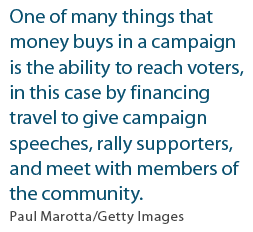 One of many things that
money buys in a campaign
is the ability to reach voters,
in this case by financing
travel to give campaign
speeches, rally supporters,
and meet with members of
the community.
Paul Marotta/Getty Images